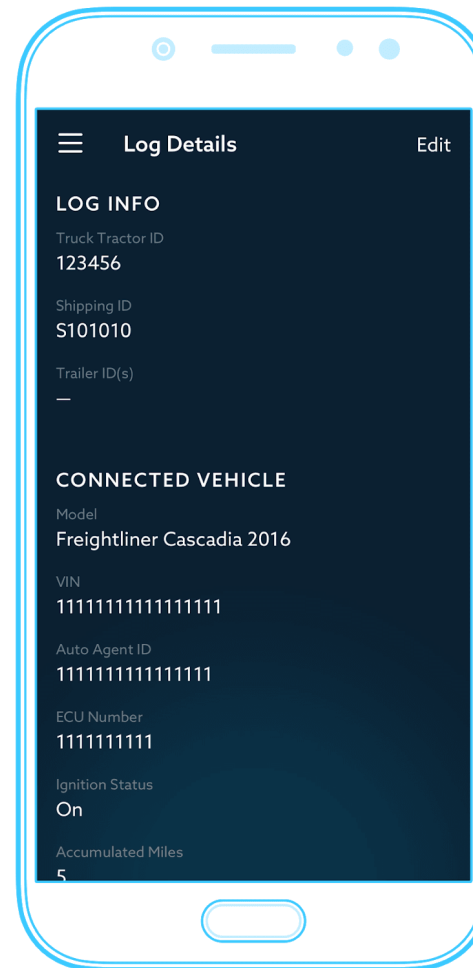 Log Details
Edit
LOG INFO
Truck Tractor ID
123456
Shipping ID
S101010
Trailer ID(s)
—
CONNECTED VEHICLE
Model
Freightliner Cascadia 2016
VIN
11111111111111111
Auto Agent ID
1111111111111111
ECU Number
1111111111
Ignition Status
On
Accumulated Miles
5